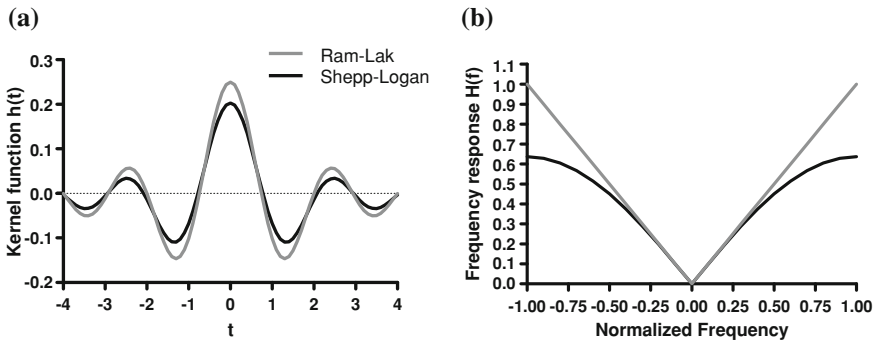 (a)
Ram-Lak
Shepp-Logan
Kernel function h(t)
0.3
0.2
0.1
0.0
-0.1
-0.2
-4 -3 -2 -1 0 1 2 3 4
t
(b)
Frequency response H(f)
1.1
1.0
0.9
0.8
0.7
0.6
0.5
0.4
0.3
0.2
0.1
0.0
-1.00 -0.75 -0.50 -0.25 0.00 0.25 0.50 0.75 1.00
Normalized Frequency